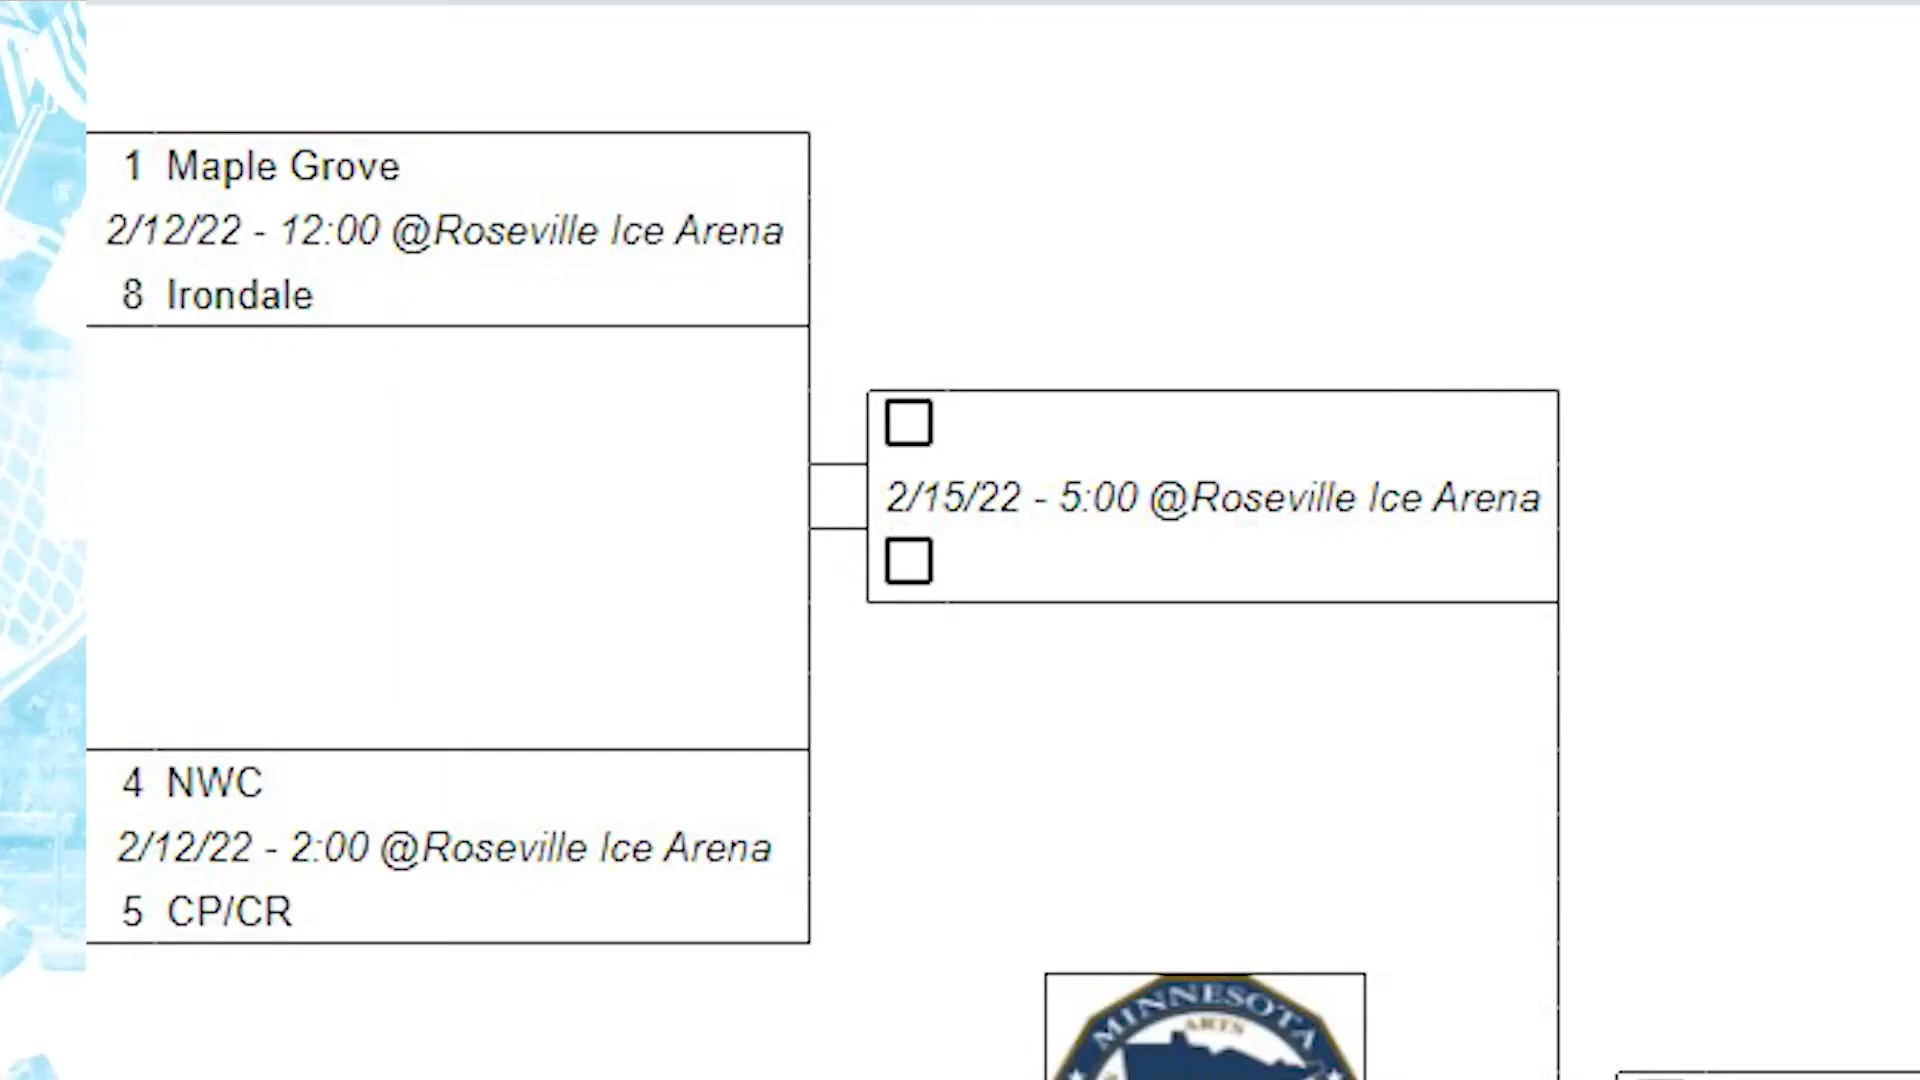 1 Maple Grove
2/12/22 - 12:00 @Roseville Ice Arena
8 Irondale
2/15/22 - 5:00 @Roseville Ice Arena
4 NWC
2/12/22 - 2:00 @Roseville Ice Arena
5 CP/CR
MINNESOTA
ARTS